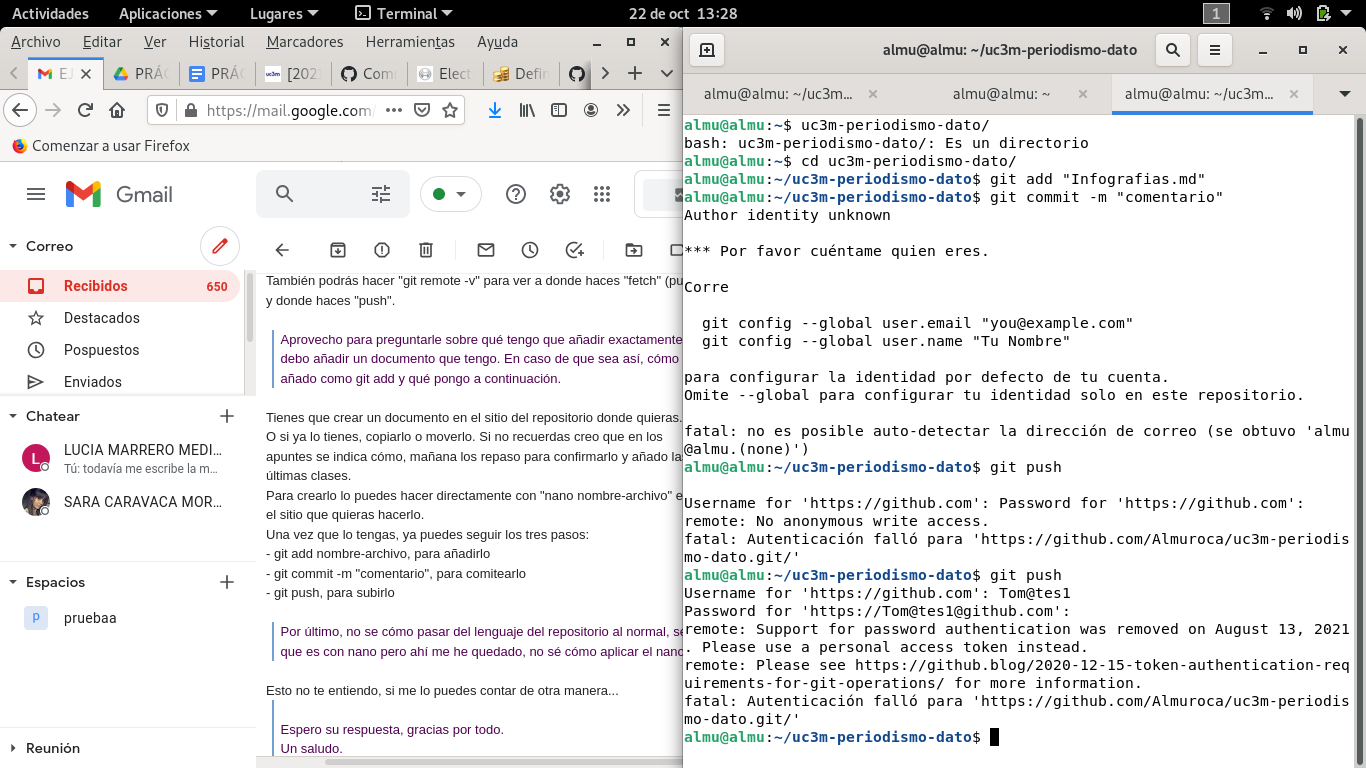 Actividades Aplicaciones Lugares Terminal 22 de oct 13:28 1
Archivo Editar Ver Historial Marcadores Herramientas Ayuda
EJ PRÁC PRÁC uc3m [202 Com Elect Defin
https://mail.google.com/
Comenzar a usar Firefox
Gmail
Correo
Recibidos 650
Destacados
Pospuestos
Enviados
Chatear
L LUCIA MARRERO MEDI...
Tú: todavía me escribe la m...
SARA CARAVACA MOR...
Espacios
p pruebaa
Reunión
También podrás hacer "git remote -v" para ver a donde haces "fetch" (pu
y donde haces "push".
Aprovecho para preguntarle sobre qué tengo que añadir exactamente
debo añadir un documento que tengo. En caso de que sea así, cómo
añado como git add y qué pongo a continuación.
Tienes que crear un documento en el sitio del repositorio donde quieras.
O si ya lo tienes, copiarlo o moverlo. Si no recuerdas creo que en los
apuntes se indica cómo, mañana los repaso para confirmarlo y añado la
últimas clases.
Para crearlo lo puedes hacer directamente con "nano nombre-archivo" e
el sitio que quieras hacerlo.
Una vez que lo tengas, ya puedes seguir los tres pasos:
- git add nombre-archivo, para añadirlo
- git commit -m "comentario", para comitearlo
- git push, para subirlo
Por último, no se cómo pasar del lenguaje del repositorio al normal, se
que es con nano pero ahí me he quedado, no sé cómo aplicar el nano
Esto no te entiendo, si me lo puedes contar de otra manera...
Espero su respuesta, gracias por todo.
Un saludo.
almu@almu: ~/uc3m-periodismo-dato
almu@almu: ~/uc3m... almu@almu: ~ almu@almu: ~/uc3m...
almu@almu:~$ uc3m-periodismo-dato/
bash: uc3m-periodismo-dato/: Es un directorio
almu@almu:~$ cd uc3m-periodismo-dato/
almu@almu:~/uc3m-periodismo-dato$ git add "Infografias.md"
almu@almu:~/uc3m-periodismo-dato$ git commit -m "comentario"
Author identity unknown
*** Por favor cuéntame quien eres.
Corre
git config --global user.email "you@example.com"
git config --global user.name "Tu Nombre"
para configurar la identidad por defecto de tu cuenta.
Omite --global para configurar tu identidad solo en este repositorio.
fatal: no es posible auto-detectar la dirección de correo (se obtuvo 'almu
@almu.(none)')
almu@almu:~/uc3m-periodismo-dato$ git push
Username for 'https://github.com': Password for 'https://github.com':
remote: No anonymous write access.
fatal: Autenticación falló para 'https://github.com/Almuroca/uc3m-periodis
mo-dato.git/'
almu@almu:~/uc3m-periodismo-dato$ git push
Username for 'https://github.com': Tom@tes1
Password for 'https://Tom@tes1@github.com':
remote: Support for password authentication was removed on August 13, 2021
. Please use a personal access token instead.
remote: Please see https://github.blog/2020-12-15-token-authentication-req
uirements-for-git-operations/ for more information.
fatal: Autenticación falló para 'https://github.com/Almuroca/uc3m-periodis
mo-dato.git/'
almu@almu:~/uc3m-periodismo-dato$